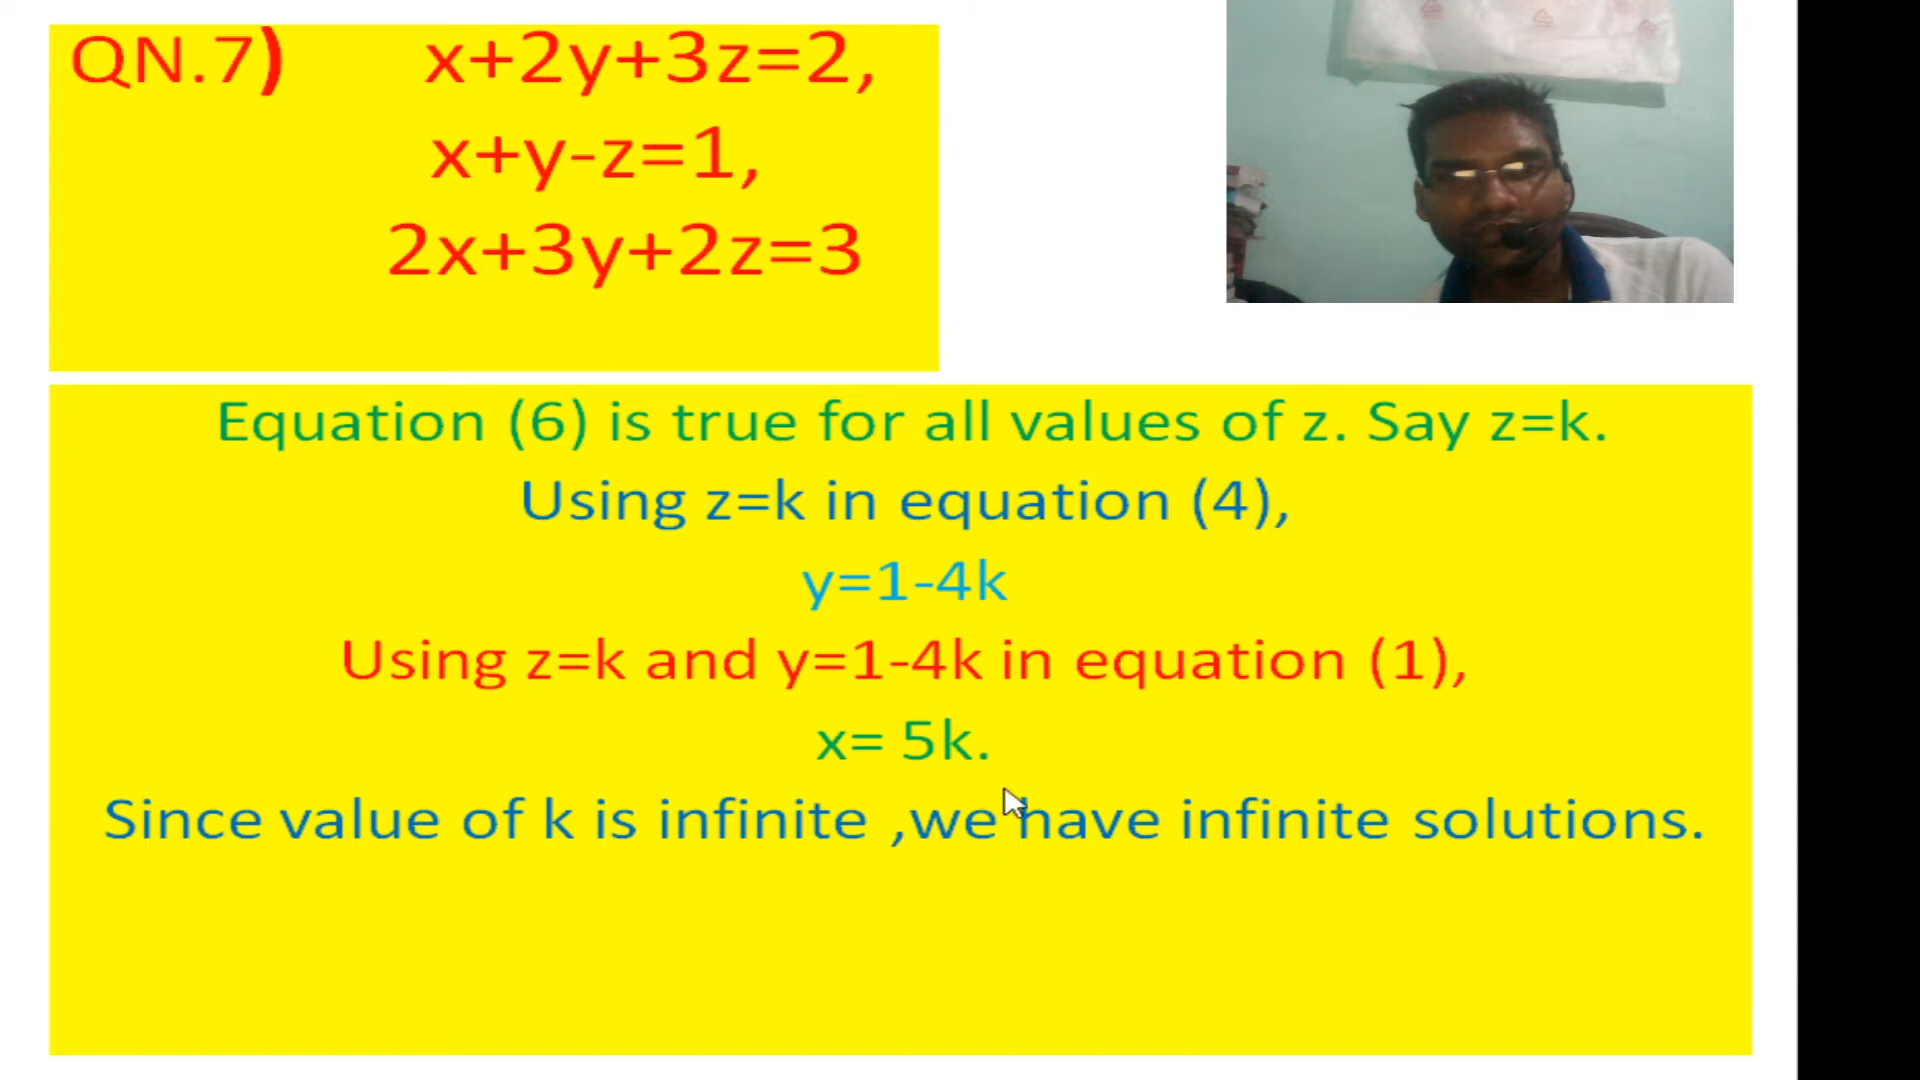 QN.7) x+2y+3z=2,
x+y-z=1,
2x+3y+2z=3
Equation (6) is true for all values of z. Say z=k.
Using z=k in equation (4),
y=1-4k
Using z=k and y=1-4k in equation (1),
x= 5k.
Since value of k is infinite ,we have infinite solutions.